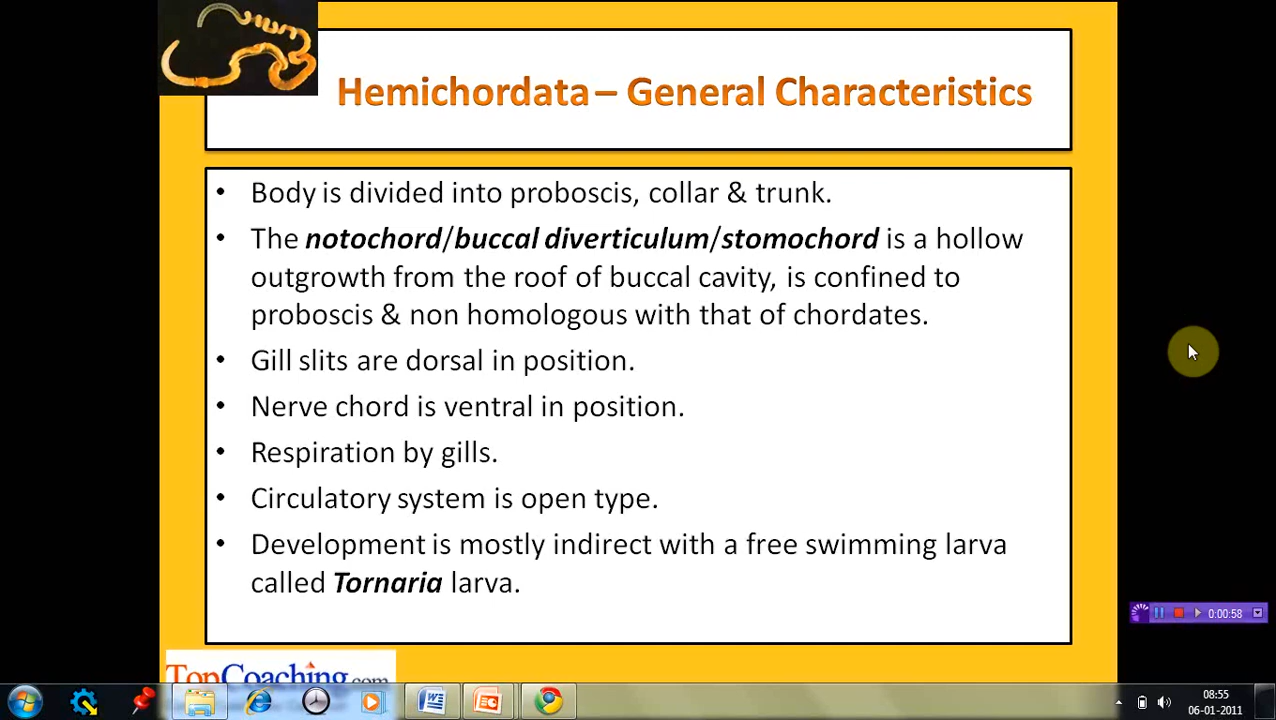 Hemichordata – General Characteristics
• Body is divided into proboscis, collar & trunk.
• The notochord/buccal diverticulum/stomochord is a hollow
outgrowth from the roof of buccal cavity, is confined to
proboscis & non homologous with that of chordates.
• Gill slits are dorsal in position.
• Nerve chord is ventral in position.
• Respiration by gills.
• Circulatory system is open type.
• Development is mostly indirect with a free swimming larva
called Tornaria larva.
0:00:58
TopCoaching.com
08:55
06-01-2011